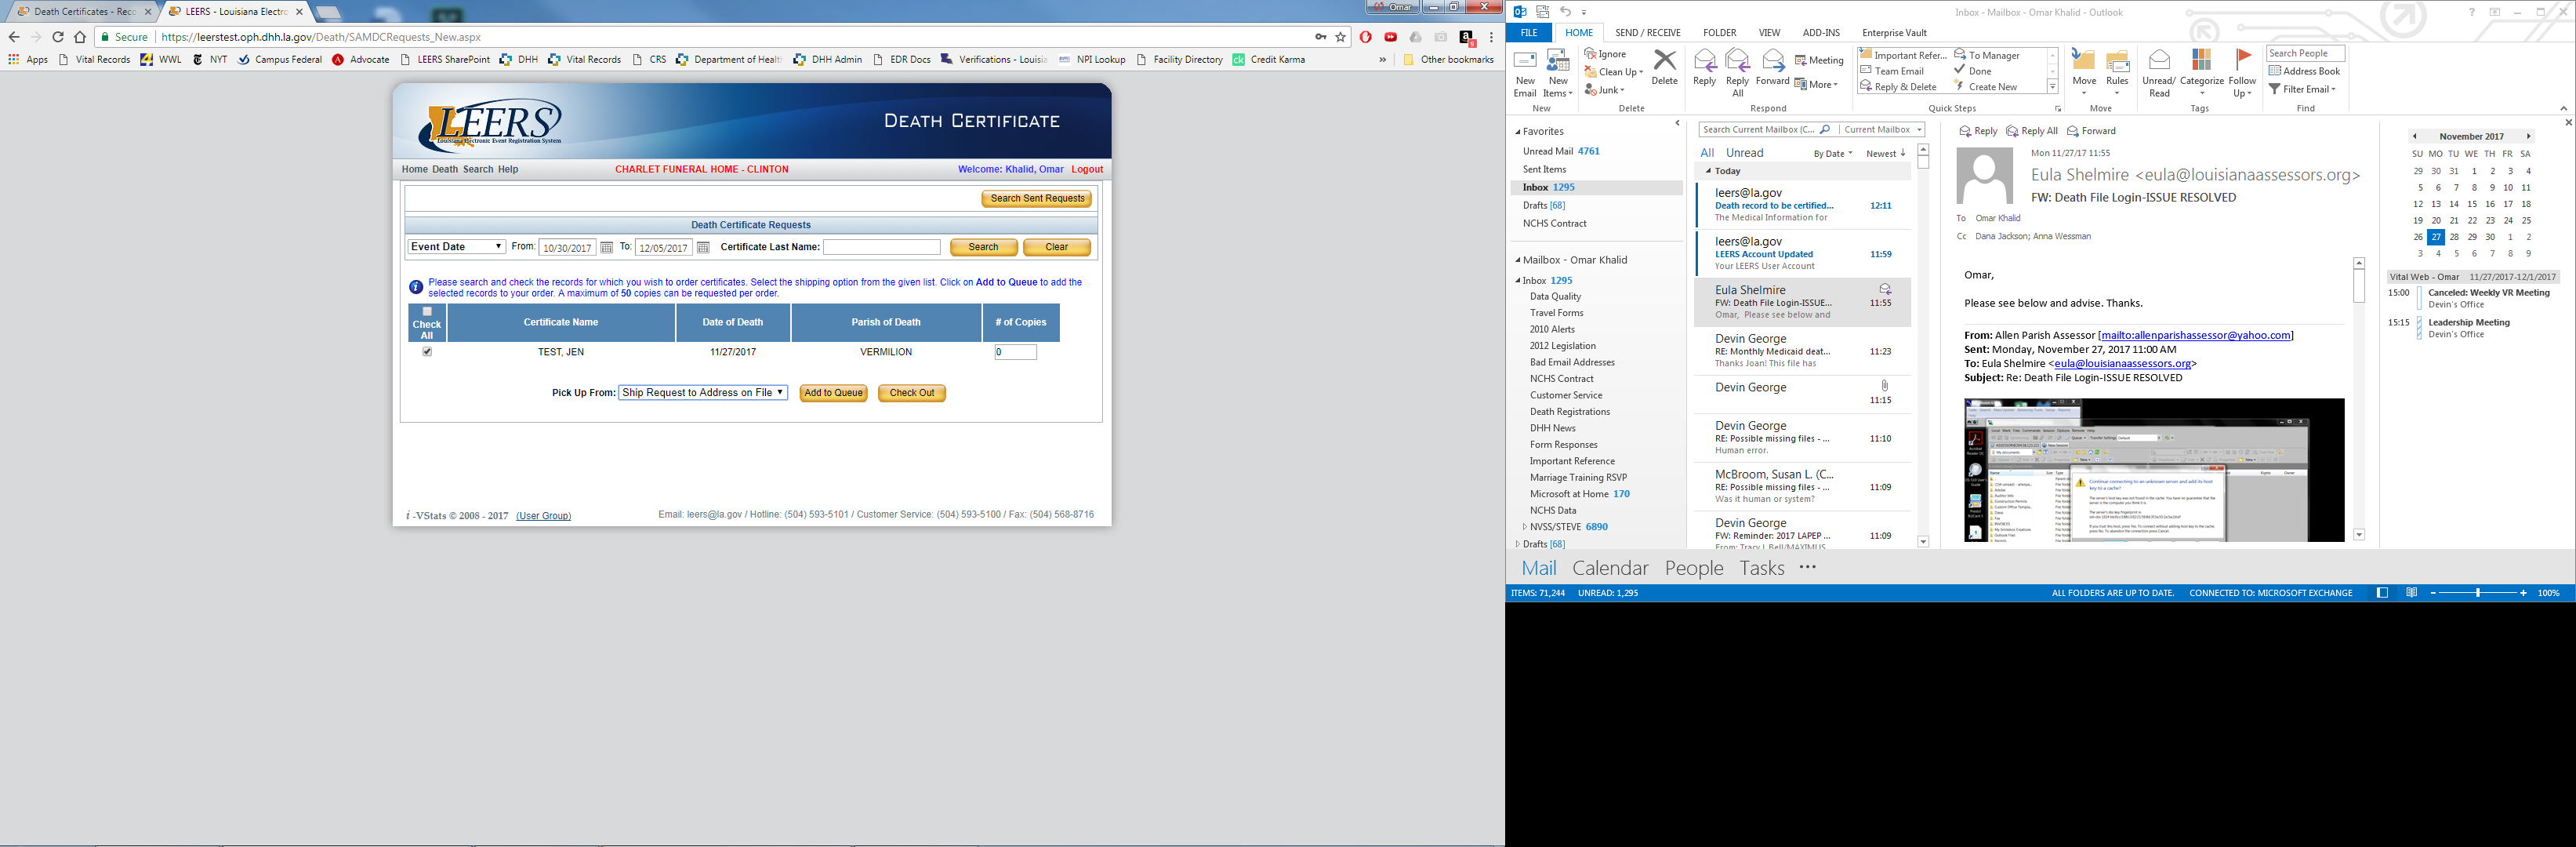 Death Certificates - Reco
LEERS - Louisiana Electro
Omar
Secure
https://leerstest.oph.dhh.la.gov/Death/SAMDCRequests_New.aspx
Apps Vital Records WWL NYT Campus Federal Advocate LEERS SharePoint DHH Vital Records CRS Department of Healt DHH Admin EDR Docs Verifications - Louisia NPI Lookup Facility Directory Credit Karma » Other bookmarks
LEERS
Louisiana Electronic Event Registration System
DEATH CERTIFICATE
Home Death Search Help
CHARLET FUNERAL HOME - CLINTON
Welcome: Khalid, Omar Logout
Search Sent Requests
Death Certificate Requests
Event Date From: 10/30/2017 To: 12/05/2017 Certificate Last Name: Search Clear
Please search and check the records for which you wish to order certificates. Select the shipping option from the given list. Click on Add to Queue to add the
selected records to your order. A maximum of 50 copies can be requested per order.
Check All Certificate Name Date of Death Parish of Death # of Copies
TEST, JEN 11/27/2017 VERMILION 0
Pick Up From: Ship Request to Address on File Add to Queue Check Out
i -VStats © 2008 - 2017 (User Group)
Email: leers@la.gov / Hotline: (504) 593-5101 / Customer Service: (504) 593-5100 / Fax: (504) 568-8716
Inbox - Mailbox - Omar Khalid - Outlook
FILE HOME SEND / RECEIVE FOLDER VIEW ADD-INS Enterprise Vault
New Email
New Items
New
Ignore
Clean Up
Junk
Delete
Delete
Reply
Reply All
Forward
Meeting
More
Respond
Important Refer...
Team Email
Reply & Delete
To Manager
Done
Create New
Quick Steps
Move
Rules
Move
Unread/ Read
Categorize
Follow Up
Tags
Search People
Address Book
Filter Email
Find
Favorites
Unread Mail 4761
Sent Items
Inbox 1295
Drafts [68]
NCHS Contract
Mailbox - Omar Khalid
Inbox 1295
Data Quality
Travel Forms
2010 Alerts
2012 Legislation
Bad Email Addresses
NCHS Contract
Customer Service
Death Registrations
DHH News
Form Responses
Important Reference
Marriage Training RSVP
Microsoft at Home 170
NCHS Data
NVSS/STEVE 6890
Drafts [68]
Search Current Mailbox (C... Current Mailbox
All Unread By Date Newest
Today
leers@la.gov
Death record to be certified... 12:11
The Medical Information for
leers@la.gov
LEERS Account Updated 11:59
Your LEERS User Account
Eula Shelmire
FW: Death File Login-ISSUE... 11:55
Omar, Please see below and
Devin George
RE: Monthly Medicaid deat... 11:23
Thanks Joan! This file has
Devin George
11:15
Devin George
RE: Possible missing files - ... 11:10
Human error.
McBroom, Susan L. (C...
RE: Possible missing files - ... 11:09
Was it human or system?
Devin George
FW: Reminder: 2017 LAPEP ... 11:09
From: Tracy L Bell/MAXIMUS
Reply Reply All Forward
Mon 11/27/17 11:55
Eula Shelmire <eula@louisianaassessors.org>
FW: Death File Login-ISSUE RESOLVED
To Omar Khalid
Cc Dana Jackson; Anna Wessman
Omar,
Please see below and advise. Thanks.
From: Allen Parish Assessor [mailto:allenparishassessor@yahoo.com]
Sent: Monday, November 27, 2017 11:00 AM
To: Eula Shelmire <eula@louisianaassessors.org>
Subject: Re: Death File Login-ISSUE RESOLVED
Continue connecting to an unknown server and add its host
key to a cache?
November 2017
SU MO TU WE TH FR SA
29 30 31 1 2 3 4
5 6 7 8 9 10 11
12 13 14 15 16 17 18
19 20 21 22 23 24 25
26 27 28 29 30 1 2
3 4 5 6 7 8 9
Vital Web - Omar 11/27/2017-12/1/2017
15:00 Canceled: Weekly VR Meeting
Devin's Office
15:15 Leadership Meeting
Devin's Office
Mail Calendar People Tasks ···
ITEMS: 71,244 UNREAD: 1,295
ALL FOLDERS ARE UP TO DATE. CONNECTED TO: MICROSOFT EXCHANGE 100%